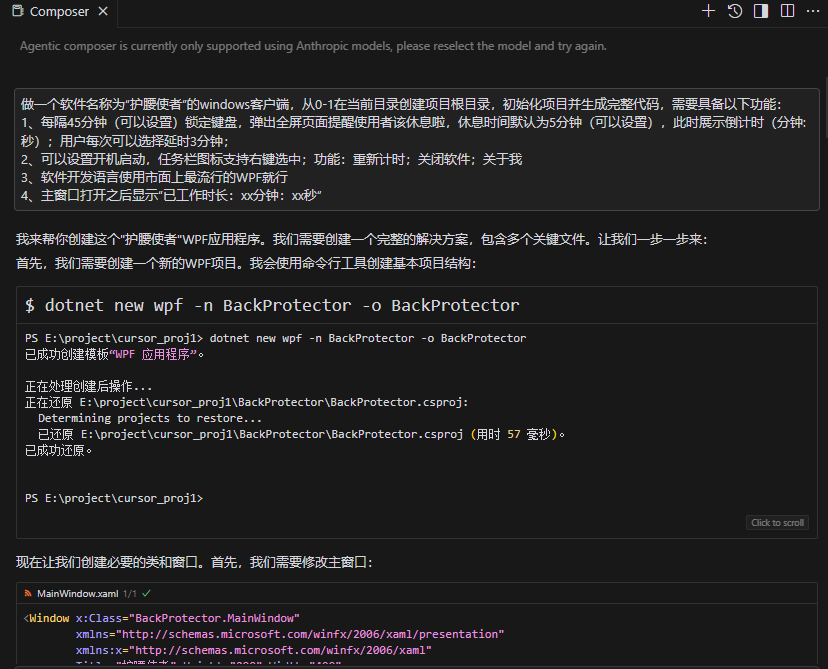 Composer
Agentic composer is currently only supported using Anthropic models, please reselect the model and try again.
做一个软件名称为“护腰使者”的windows客户端，从0-1在当前目录创建项目根目录，初始化项目并生成完整代码，需要具备以下功能：
1、每隔45分钟（可以设置）锁定键盘，弹出全屏页面提醒使用者该休息啦，休息时间默认为5分钟（可以设置），此时展示倒计时（分钟:
秒）；用户每次可以选择延时3分钟；
2、可以设置开机启动，任务栏图标支持右键选中；功能：重新计时；关闭软件；关于我
3、软件开发语言使用市面上最流行的WPF就行
4、主窗口打开之后显示“已工作时长：xx分钟：xx秒”
我来帮你创建这个"护腰使者"WPF应用程序。我们需要创建一个完整的解决方案，包含多个关键文件。让我们一步一步来：
首先，我们需要创建一个新的WPF项目。我会使用命令行工具创建基本项目结构：
$ dotnet new wpf -n BackProtector -o BackProtector
PS E:\project\cursor_proj1> dotnet new wpf -n BackProtector -o BackProtector
已成功创建模板“WPF 应用程序”。
正在处理创建后操作...
正在还原 E:\project\cursor_proj1\BackProtector\BackProtector.csproj:
Determining projects to restore...
已还原 E:\project\cursor_proj1\BackProtector\BackProtector.csproj (用时 57 毫秒)。
已成功还原。
PS E:\project\cursor_proj1>
Click to scroll
现在让我们创建必要的类和窗口。首先，我们需要修改主窗口：
MainWindow.xaml 1/1
<Window x:Class="BackProtector.MainWindow"
xmlns="http://schemas.microsoft.com/winfx/2006/xaml/presentation"
xmlns:x="http://schemas.microsoft.com/winfx/2006/xaml"